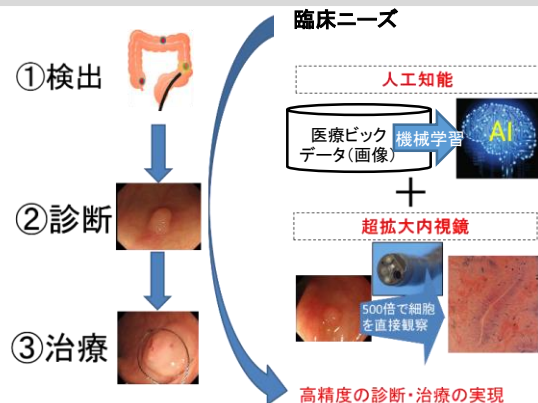 臨床ニーズ
①検出
②診断
③治療
人工知能
医療ビック
データ(画像)
機械学習
AI
＋
超拡大内視鏡
500倍で細胞
を直接観察
高精度の診断・治療の実現